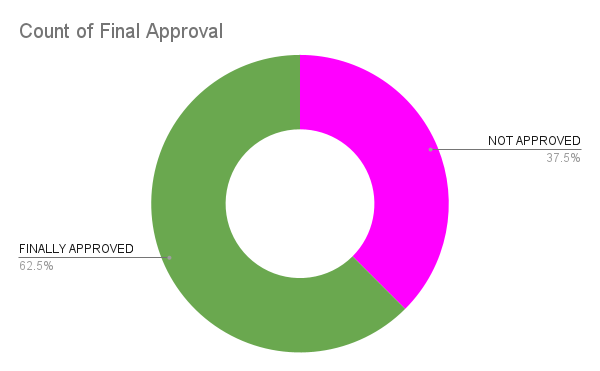 Count of Final Approval
NOT APPROVED
37.5%
FINALLY APPROVED
62.5%